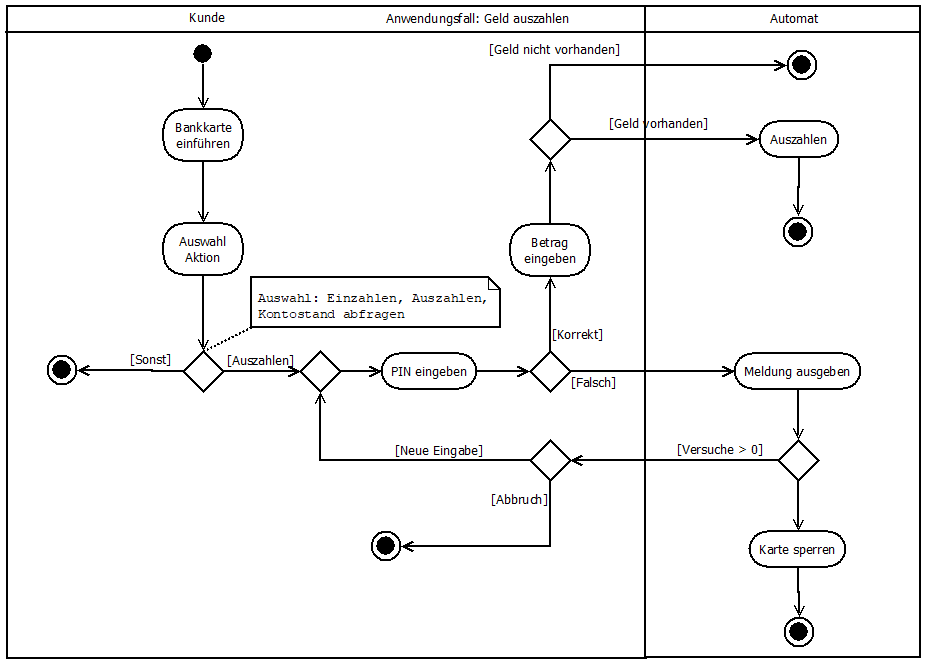 Kunde
Anwendungsfall: Geld auszahlen
Automat
[Geld nicht vorhanden]
Bankkarte
einführen
[Geld vorhanden]
Auszahlen
Auswahl
Aktion
Betrag
eingeben
Auswahl: Einzahlen, Auszahlen,
Kontostand abfragen
[Korrekt]
[Sonst]
[Auszahlen]
PIN eingeben
[Falsch]
Meldung ausgeben
[Neue Eingabe]
[Versuche > 0]
[Abbruch]
Karte sperren